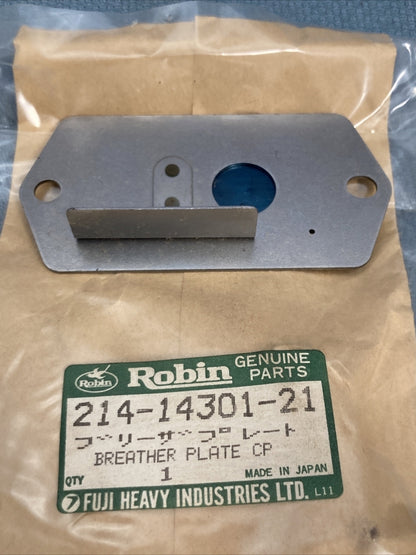 Robin
Robin
GENUINE
PARTS
214-14301-21
ブリーザプレート
BREATHER PLATE CP
QTY
1
MADE IN JAPAN
FUJI HEAVY INDUSTRIES LTD.
L11